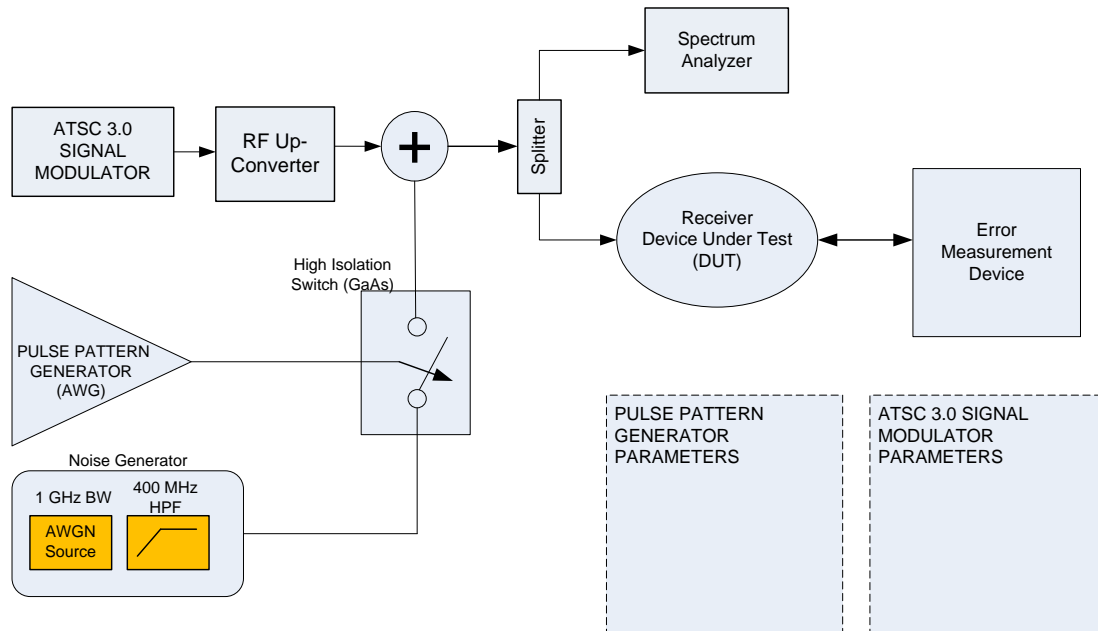 Spectrum
Analyzer
ATSC 3.0
SIGNAL
MODULATOR
RF Up-
Converter
+
Splitter
Receiver
Device Under Test
(DUT)
Error
Measurement
Device
High Isolation
Switch (GaAs)
PULSE PATTERN
GENERATOR
(AWG)
Noise Generator
1 GHz BW
400 MHz
HPF
AWGN
Source
PULSE PATTERN
GENERATOR
PARAMETERS
ATSC 3.0 SIGNAL
MODULATOR
PARAMETERS